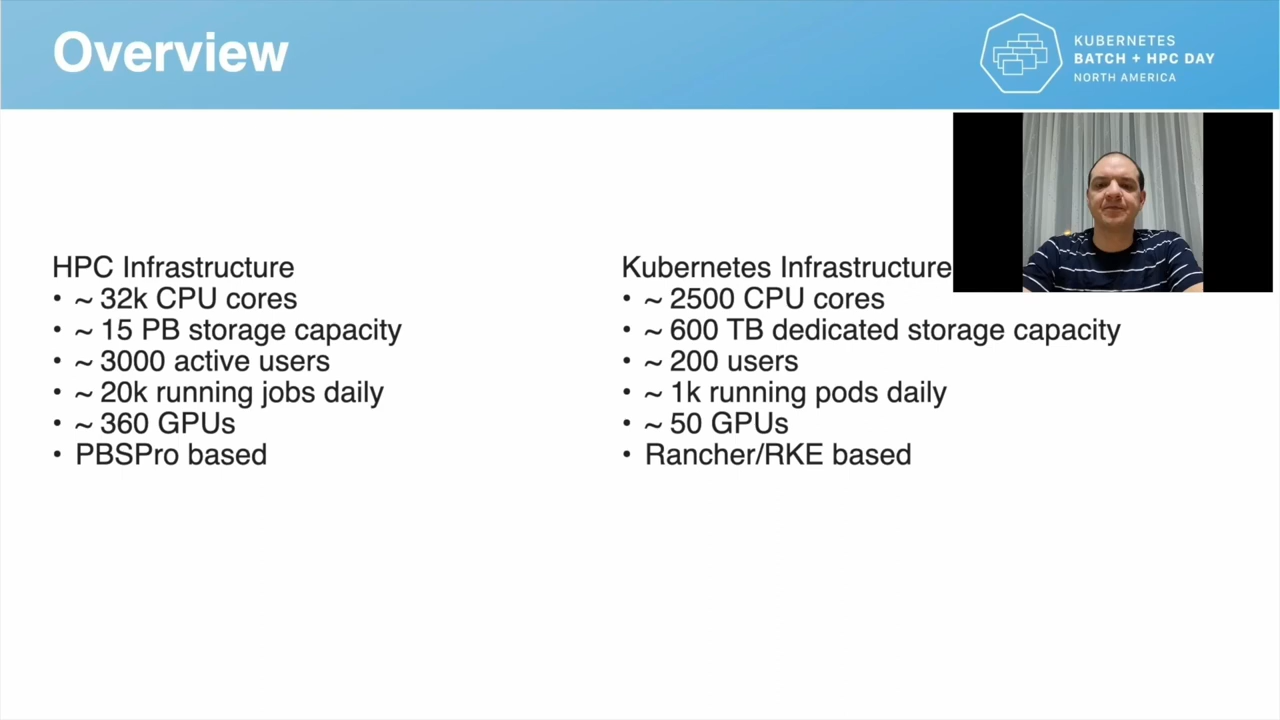 Overview
KUBERNETES
BATCH + HPC DAY
NORTH AMERICA
HPC Infrastructure
• ~ 32k CPU cores
• ~ 15 PB storage capacity
• ~ 3000 active users
• ~ 20k running jobs daily
• ~ 360 GPUs
• PBSPro based
Kubernetes Infrastructure
• ~ 2500 CPU cores
• ~ 600 TB dedicated storage capacity
• ~ 200 users
• ~ 1k running pods daily
• ~ 50 GPUs
• Rancher/RKE based